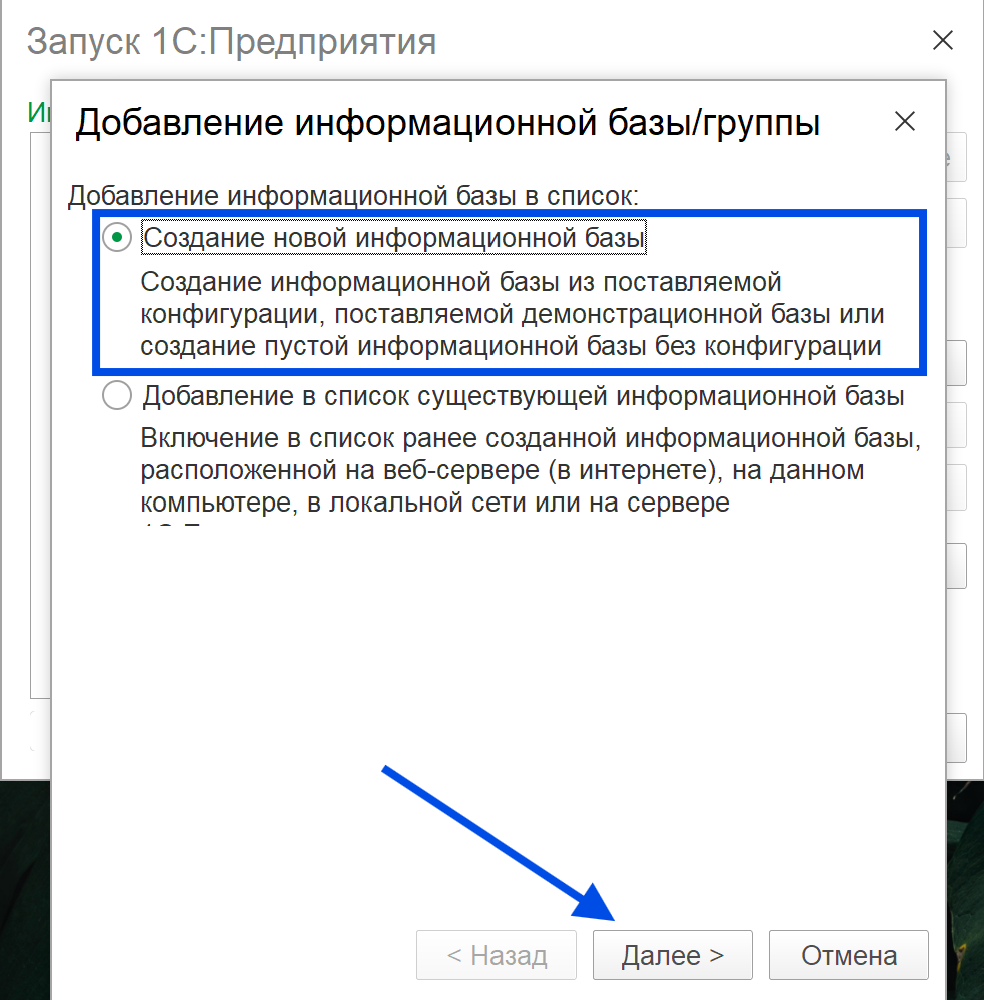 Запуск 1С:Предприятия
Добавление информационной базы/группы
Добавление информационной базы в список:
Создание новой информационной базы
Создание информационной базы из поставляемой
конфигурации, поставляемой демонстрационной базы или
создание пустой информационной базы без конфигурации
Добавление в список существующей информационной базы
Включение в список ранее созданной информационной базы,
расположенной на веб-сервере (в интернете), на данном
компьютере, в локальной сети или на сервере
< Назад
Далее >
Отмена